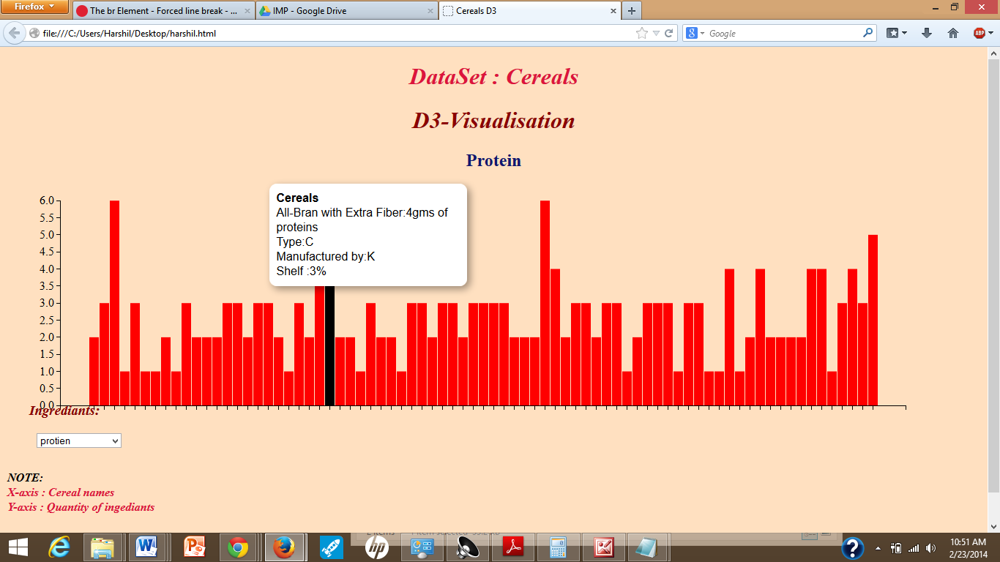 Firefox
The br Element - Forced line break - ...
IMP - Google Drive
Cereals D3
file:///C:/Users/Harshil/Desktop/harshil.html
Google
ABP
DataSet : Cereals
D3-Visualisation
Protein
Cereals
All-Bran with Extra Fiber:4gms of
proteins
Type:C
Manufactured by:K
Shelf :3%
6.0
5.5
5.0
4.5
4.0
3.5
3.0
2.5
2.0
1.5
1.0
0.5
0.0
Ingrediants:
protien
NOTE:
X-axis : Cereal names
Y-axis : Quantity of ingediants
10:51 AM
2/23/2014